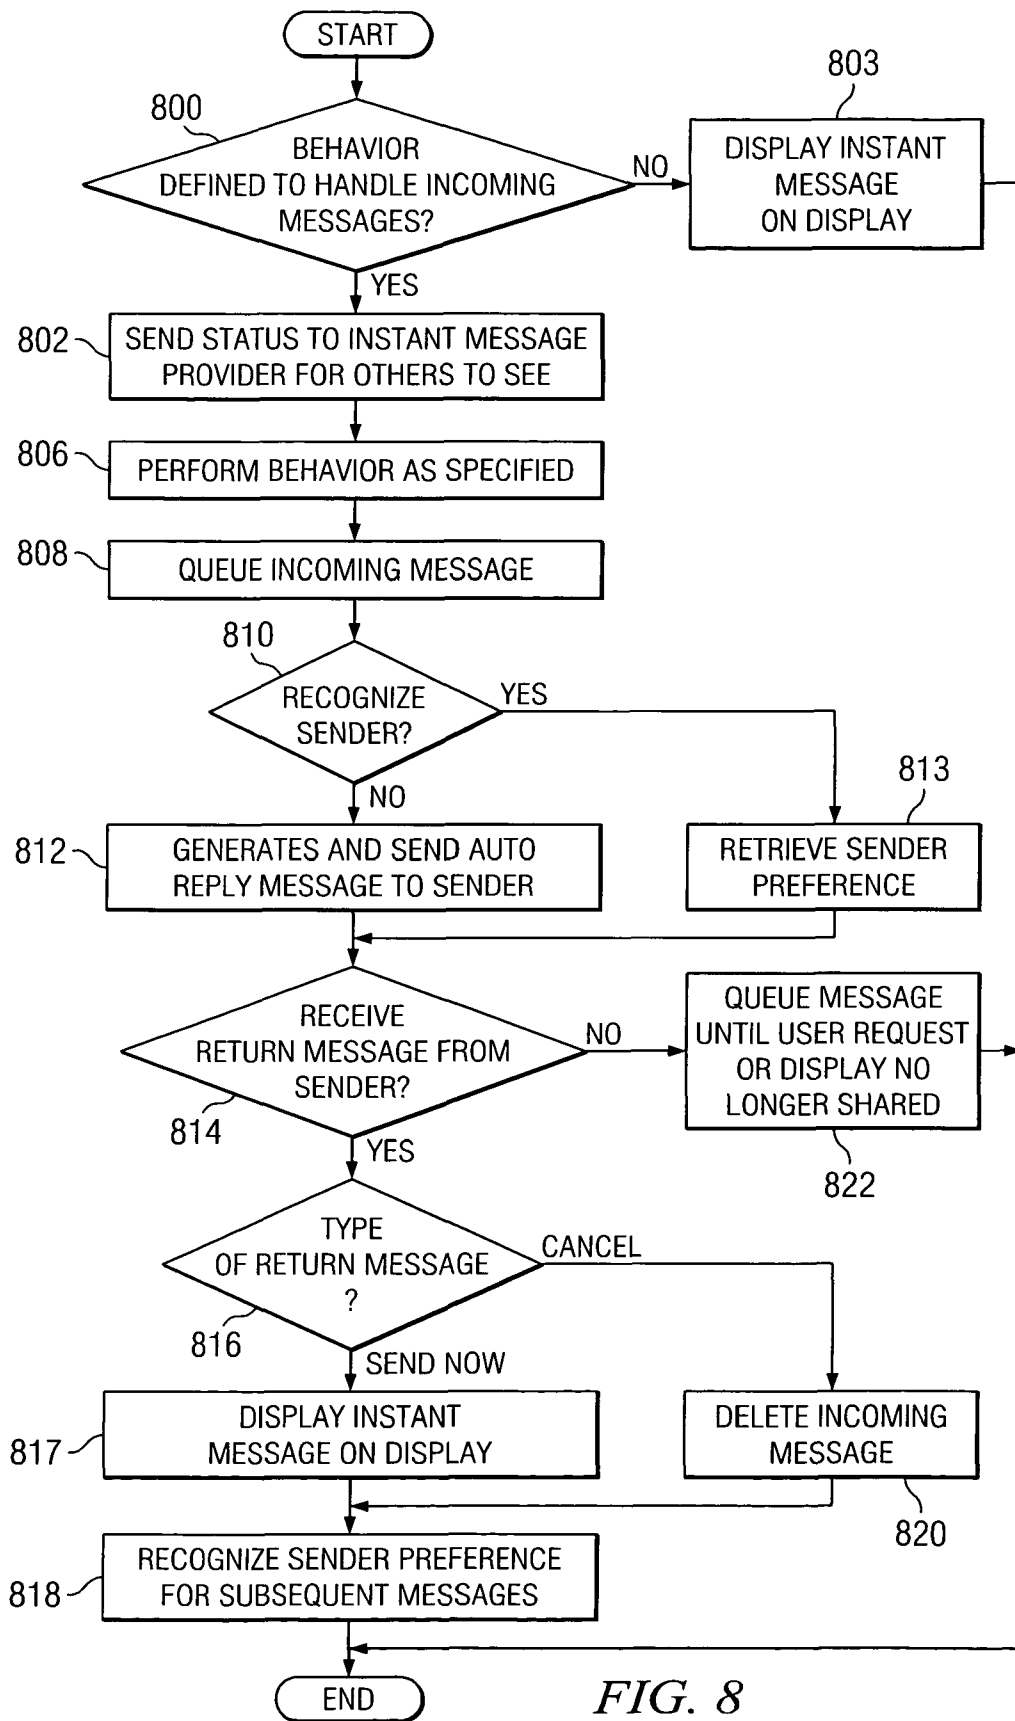 START
800
BEHAVIOR
DEFINED TO HANDLE INCOMING
MESSAGES?
NO
803
DISPLAY INSTANT
MESSAGE
ON DISPLAY
YES
802
SEND STATUS TO INSTANT MESSAGE
PROVIDER FOR OTHERS TO SEE
806
PERFORM BEHAVIOR AS SPECIFIED
808
QUEUE INCOMING MESSAGE
810
RECOGNIZE
SENDER?
YES
NO
812
GENERATES AND SEND AUTO
REPLY MESSAGE TO SENDER
813
RETRIEVE SENDER
PREFERENCE
RECEIVE
RETURN MESSAGE FROM
SENDER?
814
NO
QUEUE MESSAGE
UNTIL USER REQUEST
OR DISPLAY NO
LONGER SHARED
822
YES
TYPE
OF RETURN MESSAGE
?
816
CANCEL
SEND NOW
817
DISPLAY INSTANT
MESSAGE ON DISPLAY
DELETE INCOMING
MESSAGE
820
818
RECOGNIZE SENDER PREFERENCE
FOR SUBSEQUENT MESSAGES
END
FIG. 8